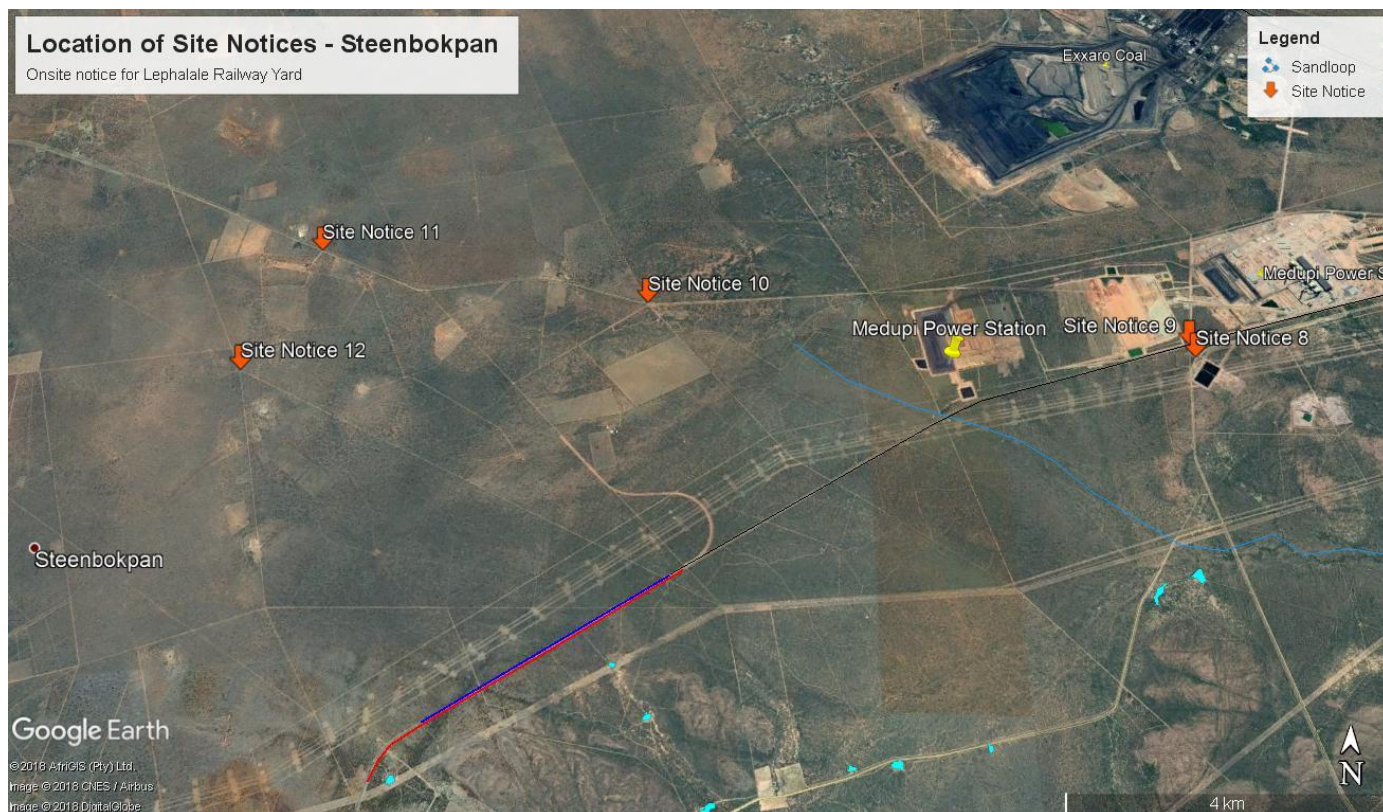 Location of Site Notices - Steenbokpan
Onsite notice for Lephalale Railway Yard
Legend
Sandloop
Site Notice
Exxaro Coal
Site Notice 11
Site Notice 10
Medupi Power S
Medupi Power Station
Site Notice 9
Site Notice 8
Site Notice 12
Steenbokpan
Google Earth
© 2018 AfriGIS (Pty) Ltd.
Image © 2018 CNES / Airbus
Image © 2018 DigitalGlobe
N
4 km